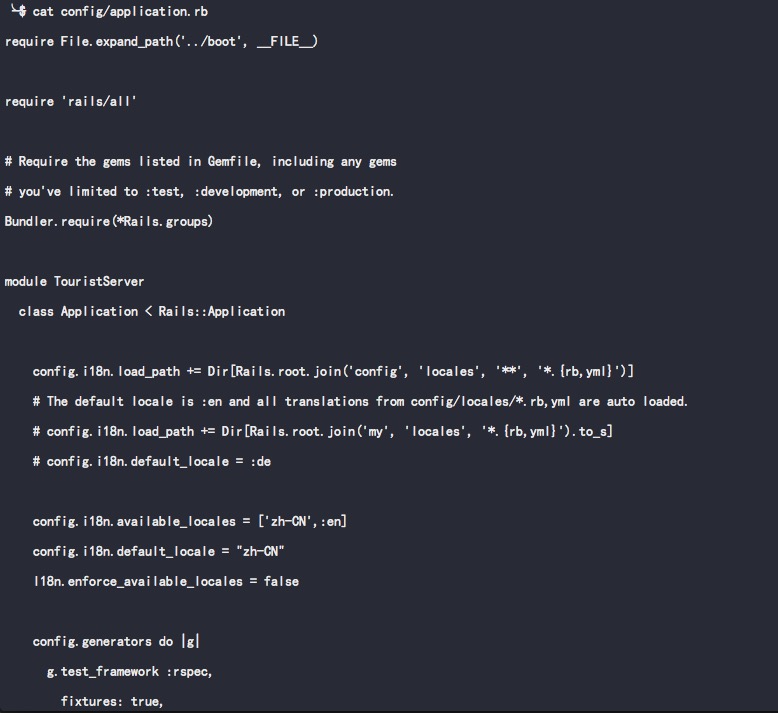 $ cat config/application.rb
require File.expand_path('../boot', __FILE__)
require 'rails/all'
# Require the gems listed in Gemfile, including any gems
# you've limited to :test, :development, or :production.
Bundler.require(*Rails.groups)
module TouristServer
  class Application < Rails::Application
    config.i18n.load_path += Dir[Rails.root.join('config', 'locales', '**', '*.{rb,yml}')]
    # The default locale is :en and all translations from config/locales/*.rb,yml are auto loaded.
    # config.i18n.load_path += Dir[Rails.root.join('my', 'locales', '*.{rb,yml}').to_s]
    # config.i18n.default_locale = :de
    config.i18n.available_locales = ['zh-CN',:en]
    config.i18n.default_locale = "zh-CN"
    I18n.enforce_available_locales = false
    config.generators do |g|
      g.test_framework :rspec,
        fixtures: true,